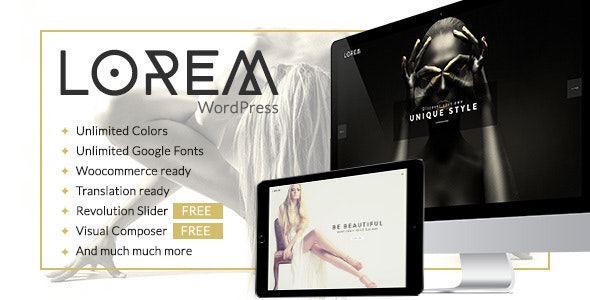 LOREM
WordPress
Unlimited Colors
Unlimited Google Fonts
Woocommerce ready
Translation ready
Revolution Slider FREE
Visual Composer FREE
And much much more
LOREM
UNIQUE STYLE
BE BEAUTIFUL